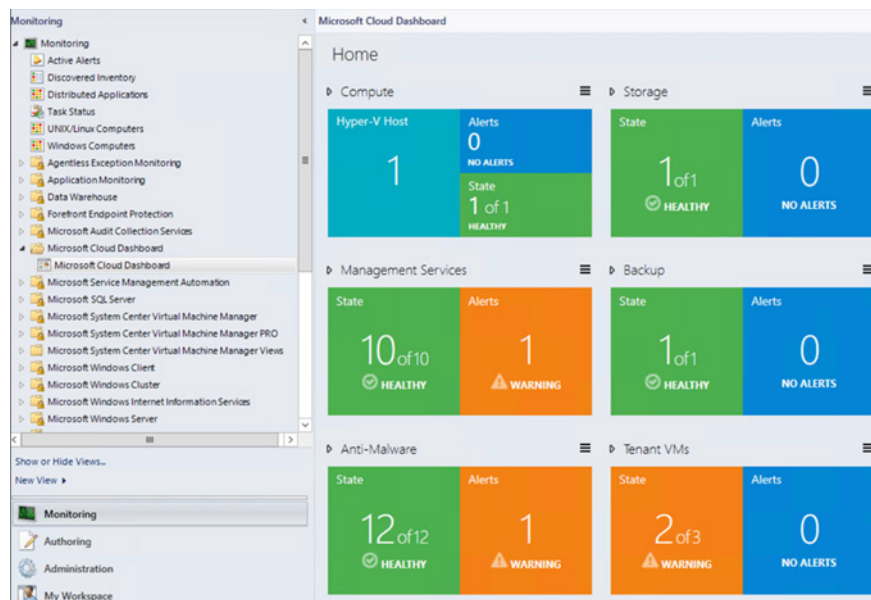 Monitoring
Monitoring
Active Alerts
Discovered Inventory
Distributed Applications
Task Status
UNIX/Linux Computers
Windows Computers
Agentless Exception Monitoring
Application Monitoring
Data Warehouse
Forefront Endpoint Protection
Microsoft Audit Collection Services
Microsoft Cloud Dashboard
Microsoft Cloud Dashboard
Microsoft Service Management Automation
Microsoft SQL Server
Microsoft System Center Virtual Machine Manager
Microsoft System Center Virtual Machine Manager PRO
Microsoft System Center Virtual Machine Manager Views
Microsoft Windows Client
Microsoft Windows Cluster
Microsoft Windows Internet Information Services
Microsoft Windows Server
Show or Hide Views...
New View
Monitoring
Authoring
Administration
My Workspace
Microsoft Cloud Dashboard
Home
Compute
Hyper-V Host
1
Alerts
0
NO ALERTS
State
1 of 1
HEALTHY
Storage
State
1 of 1
HEALTHY
Alerts
0
NO ALERTS
Management Services
State
10 of 10
HEALTHY
Alerts
1
WARNING
Backup
State
1 of 1
HEALTHY
Alerts
0
NO ALERTS
Anti-Malware
State
12 of 12
HEALTHY
Alerts
1
WARNING
Tenant VMs
State
2 of 3
WARNING
Alerts
0
NO ALERTS